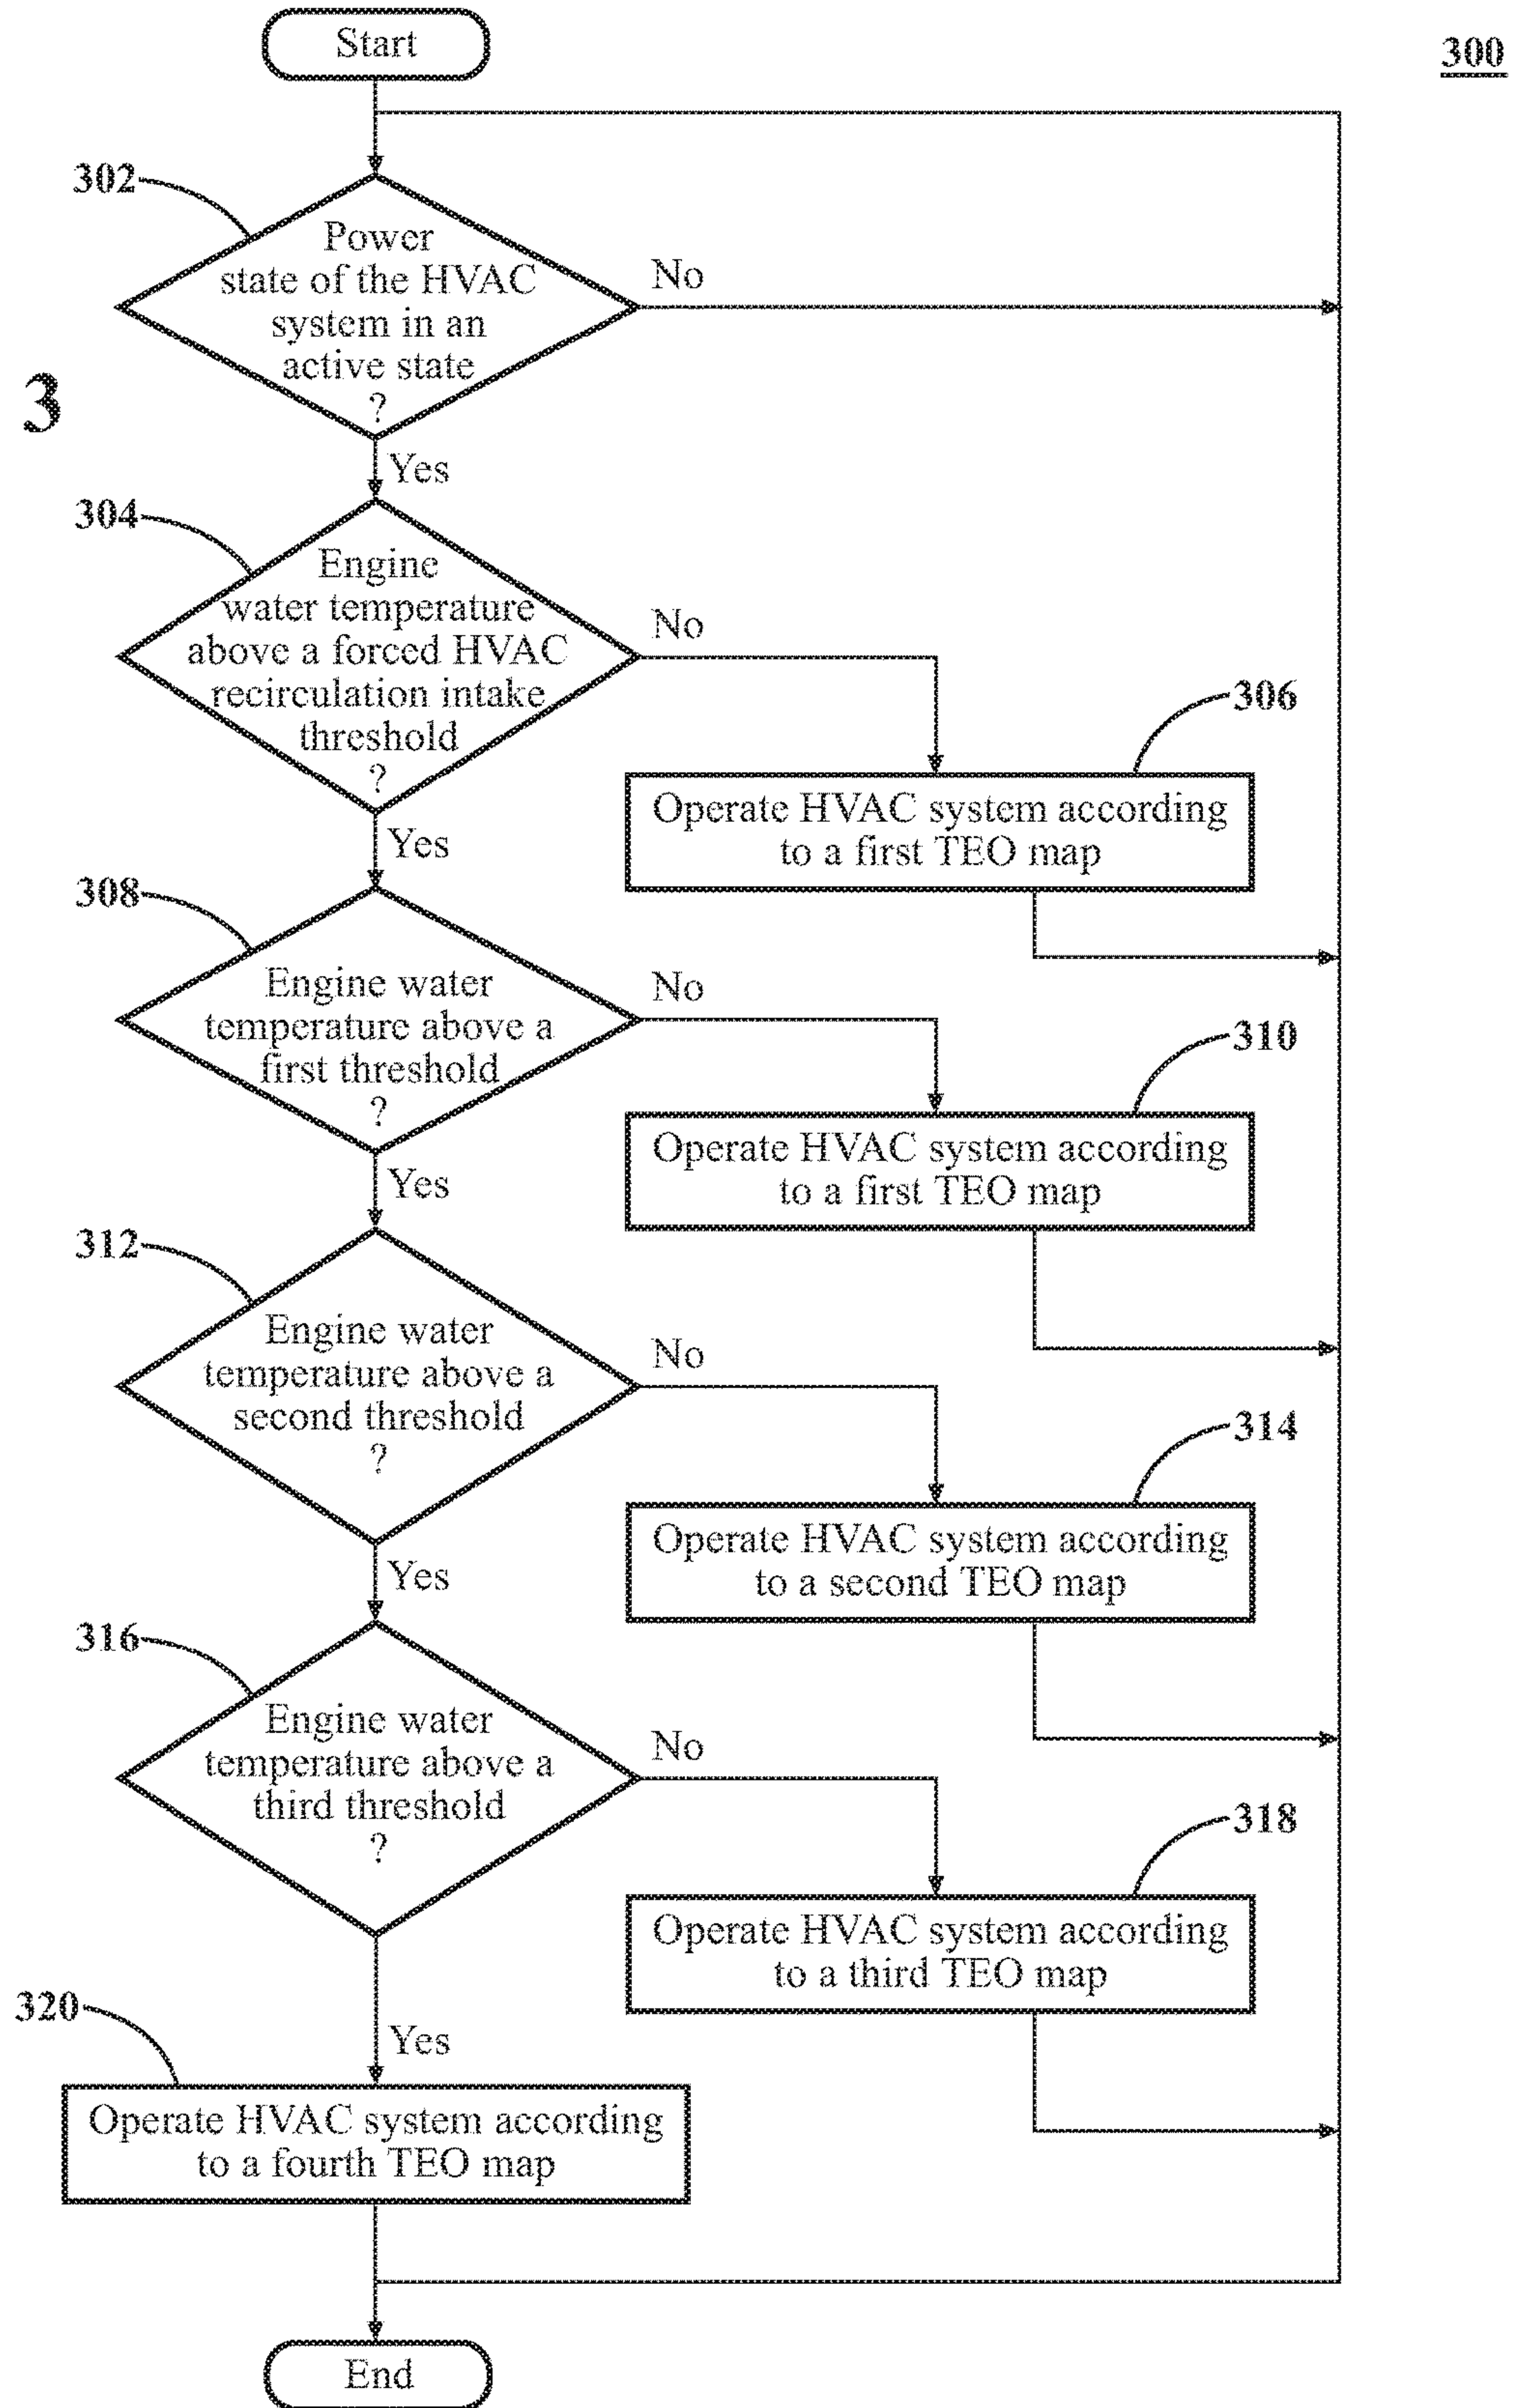 Start
300
302
Power
state of the HVAC
system in an
active state
?
No
3
Yes
304
Engine
water temperature
above a forced HVAC
recirculation intake
threshold
?
No
306
Operate HVAC system according
to a first TEO map
Yes
308
Engine water
temperature above a
first threshold
?
No
310
Operate HVAC system according
to a first TEO map
Yes
312
Engine water
temperature above a
second threshold
?
No
314
Operate HVAC system according
to a second TEO map
Yes
316
Engine water
temperature above a
third threshold
?
No
318
Operate HVAC system according
to a third TEO map
Yes
320
Operate HVAC system according
to a fourth TEO map
End